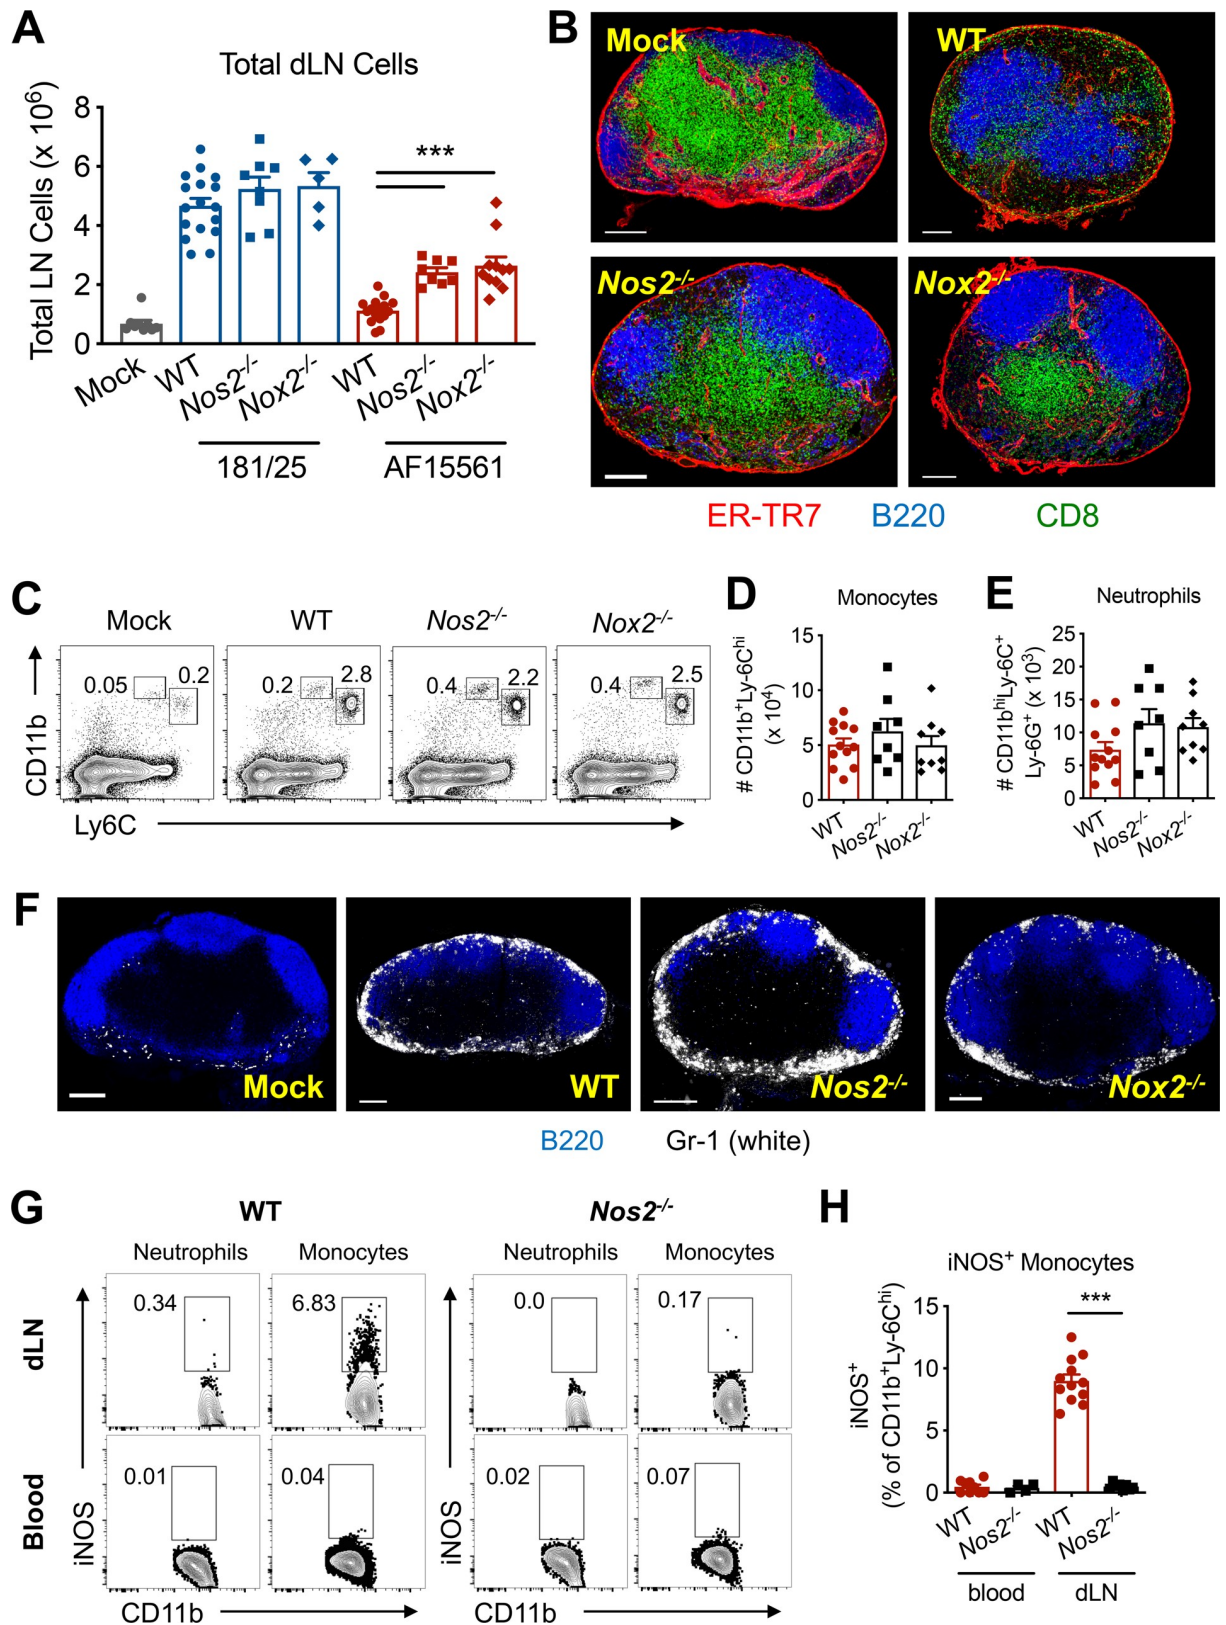 A
Total dLN Cells
Total LN Cells (x 10⁶)
8
6
4
2
0
***
Mock
WT
Nos2-/-
Nox2-/-
WT
Nos2-/-
Nox2-/-
181/25
AF15561
B
Mock
WT
Nos2-/-
Nox2-/-
ER-TR7 B220 CD8
C
Mock
WT
Nos2-/-
Nox2-/-
0.05
0.2
0.2
2.8
0.4
2.2
0.4
2.5
CD11b
Ly6C
D
Monocytes
# CD11b⁺Ly-6Cʰⁱ
(x 10⁴)
15
10
5
0
WT
Nos2-/-
Nox2-/-
E
Neutrophils
# CD11bʰⁱLy-6C⁺
Ly-6G⁺ (x 10³)
25
20
15
10
5
0
WT
Nos2-/-
Nox2-/-
F
Mock
WT
Nos2-/-
Nox2-/-
B220 Gr-1 (white)
G
WT
Nos2-/-
Neutrophils
Monocytes
Neutrophils
Monocytes
dLN
0.34
6.83
0.0
0.17
Blood
0.01
0.04
0.02
0.07
iNOS
iNOS
CD11b
CD11b
H
iNOS⁺ Monocytes
iNOS⁺
(% of CD11b⁺Ly-6Cʰⁱ)
15
10
5
0
***
WT
Nos2-/-
WT
Nos2-/-
blood
dLN